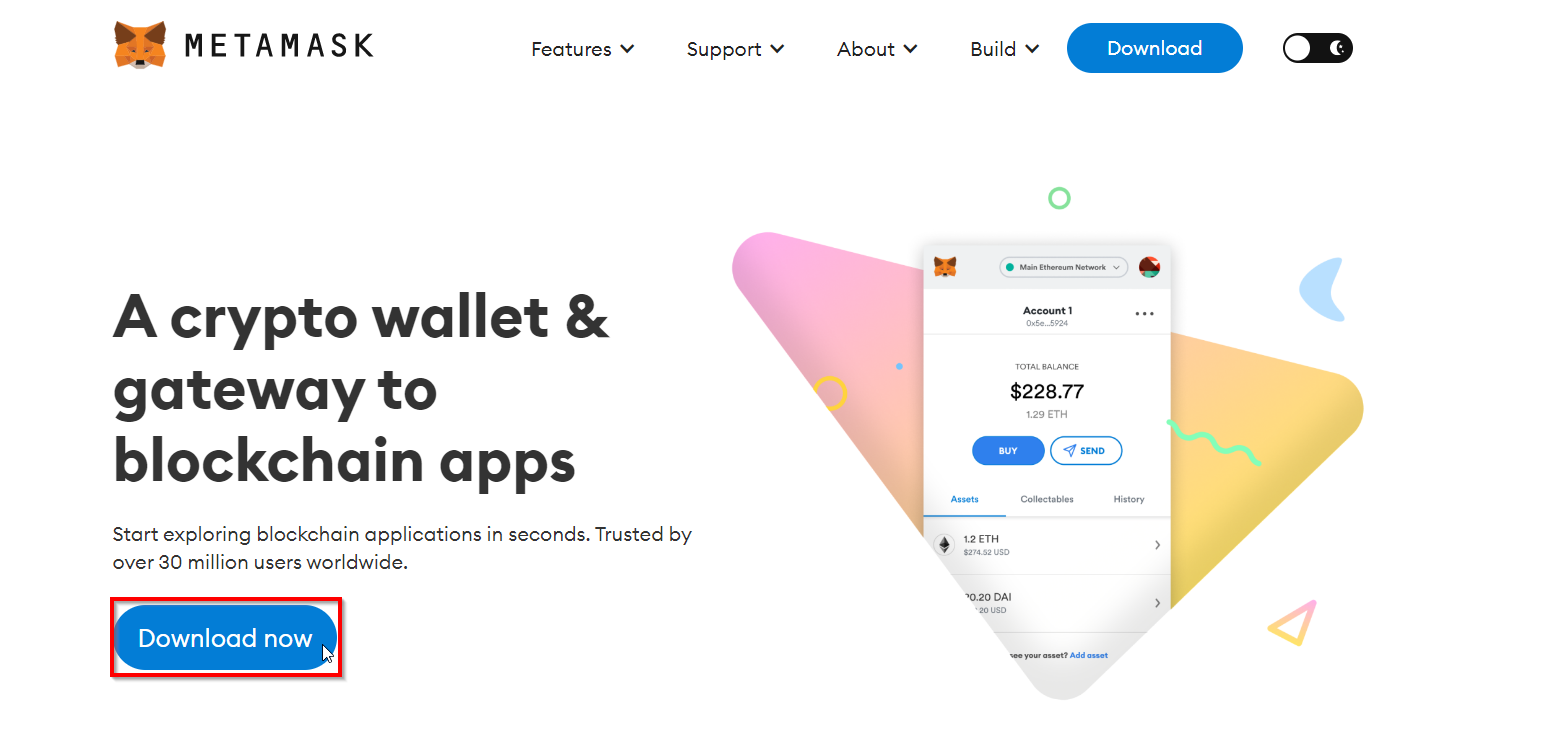 METAMASK
Features
Support
About
Build
Download
A crypto wallet &
gateway to
blockchain apps
Start exploring blockchain applications in seconds. Trusted by
over 30 million users worldwide.
Download now
Main Ethereum Network
Account 1
0x5e...5924
TOTAL BALANCE
$228.77
1.29 ETH
BUY
SEND
Assets
Collectables
History
1.2 ETH
$274.52 USD
0.20 DAI
20 USD
see your asset? Add asset